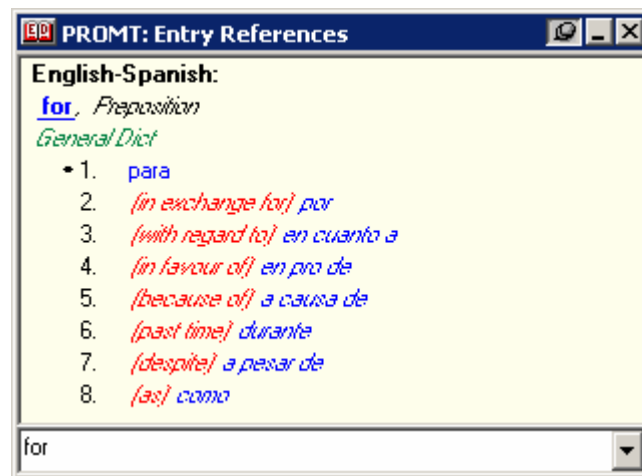 PROMT: Entry References
English-Spanish:
for, Preposition
General Dict
• 1. para
2. (in exchange for) por
3. (with regard to) en cuanto a
4. (in favour of) en pro de
5. (because of) a causa de
6. (past time) durante
7. (despite) a pesar de
8. (as) como
for